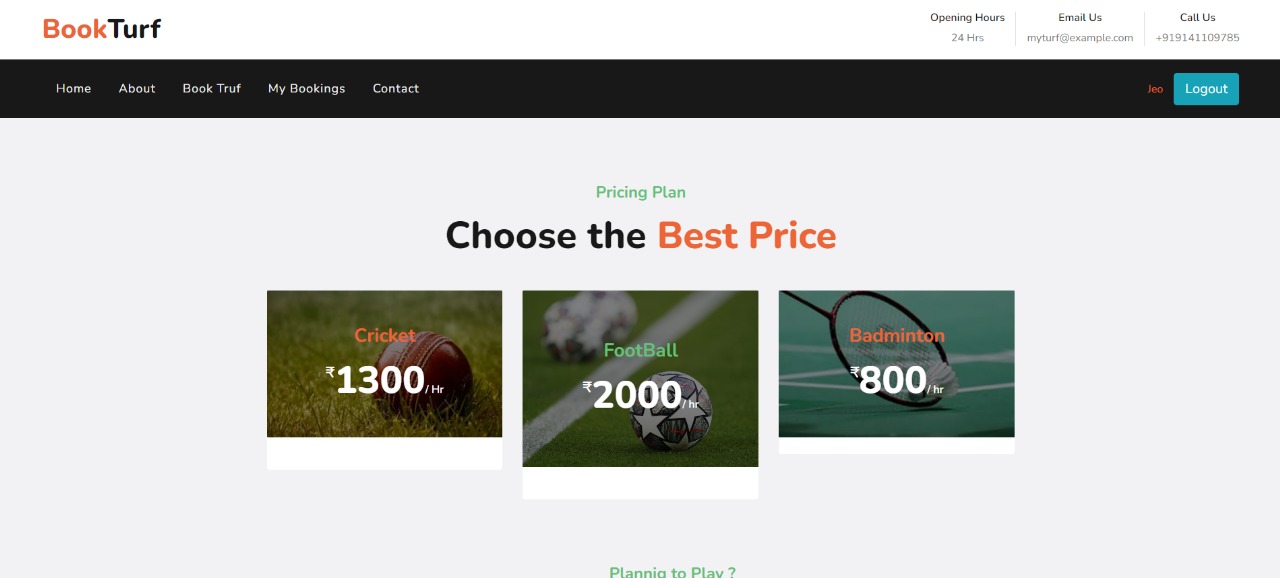 BookTurf
Opening Hours
24 Hrs
Email Us
myturf@example.com
Call Us
+919141109785
Home About Book Truf My Bookings Contact
Jeo Logout
Pricing Plan
Choose the Best Price
Cricket
₹1300/ Hr
FootBall
₹2000/ hr
Badminton
₹800/ hr
Plannig to Play ?